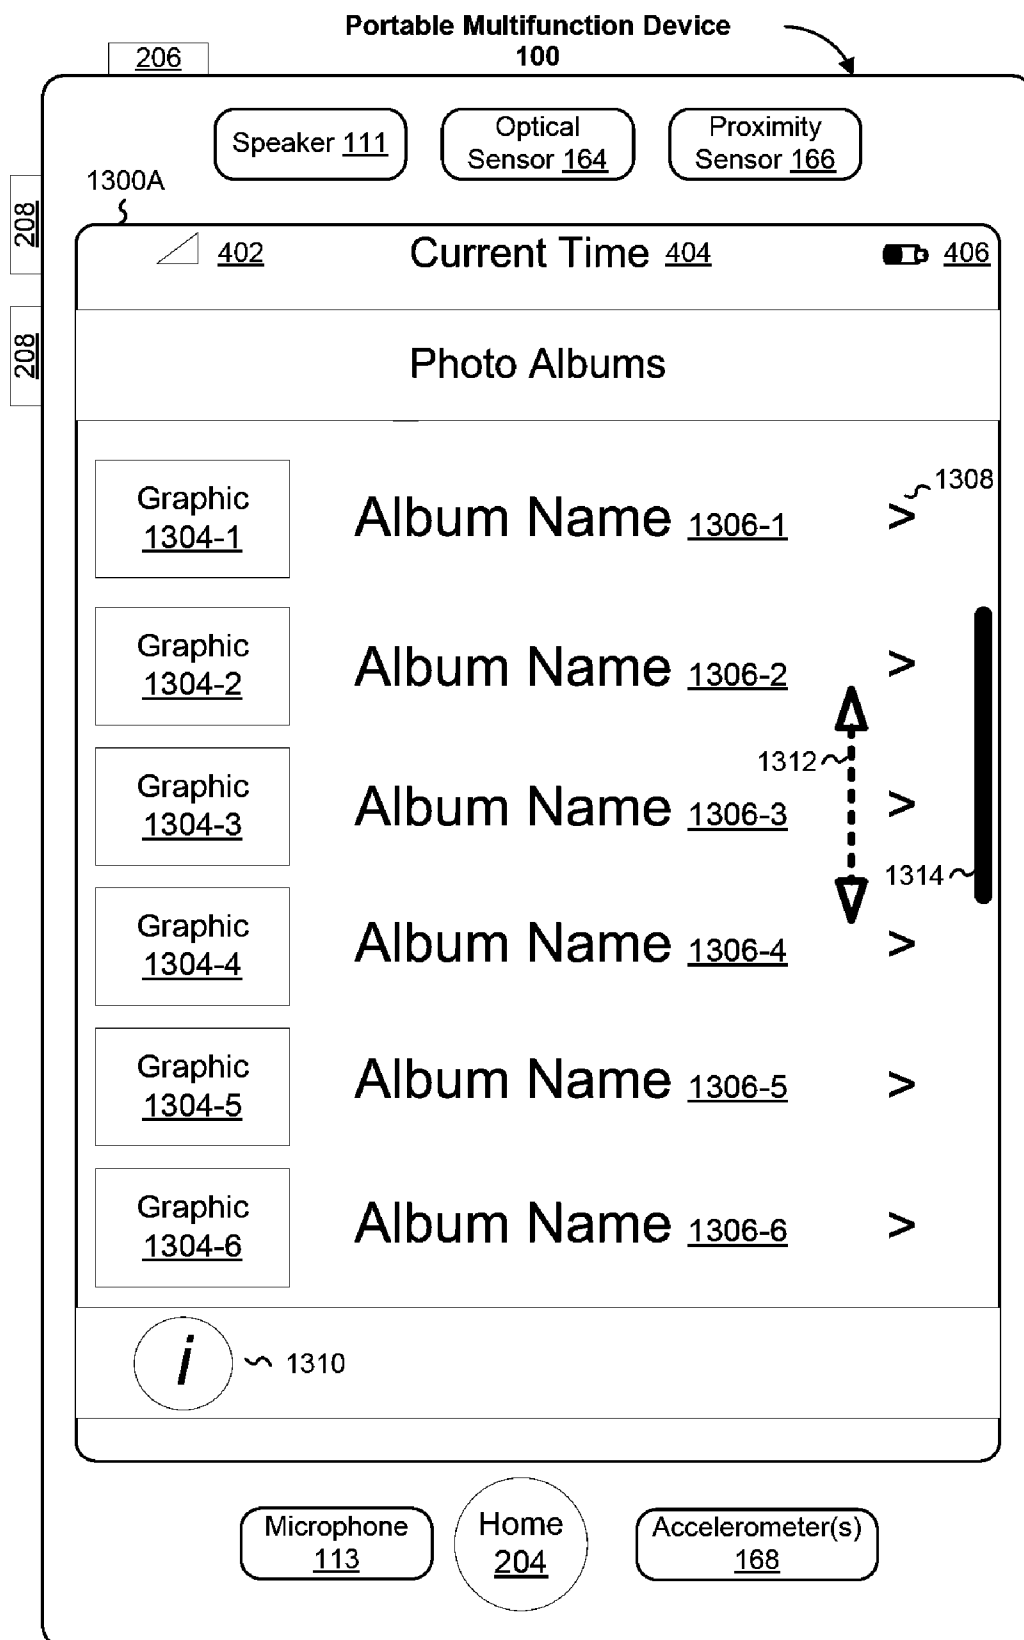 Portable Multifunction Device
100
206
Speaker 111
Optical
Sensor 164
Proximity
Sensor 166
1300A
208
208
402
Current Time 404
406
Photo Albums
Graphic
1304-1
Album Name 1306-1
>
1308
Graphic
1304-2
Album Name 1306-2
>
1312
Graphic
1304-3
Album Name 1306-3
>
1314
Graphic
1304-4
Album Name 1306-4
>
Graphic
1304-5
Album Name 1306-5
>
Graphic
1304-6
Album Name 1306-6
>
i
1310
Microphone
113
Home
204
Accelerometer(s)
168